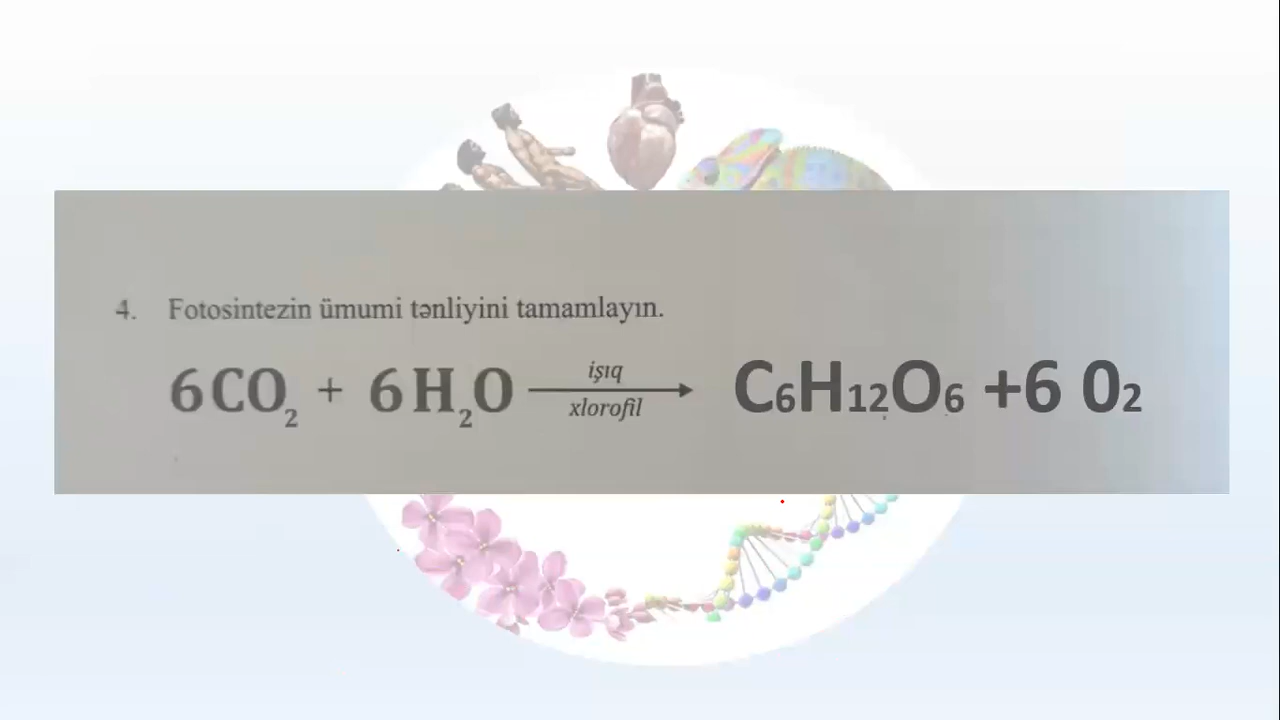 4. Fotosintezin ümumi tənliyini tamamlayın.
6CO₂ + 6H₂O işıq xlorofil C₆H₁₂O₆ +6 0₂